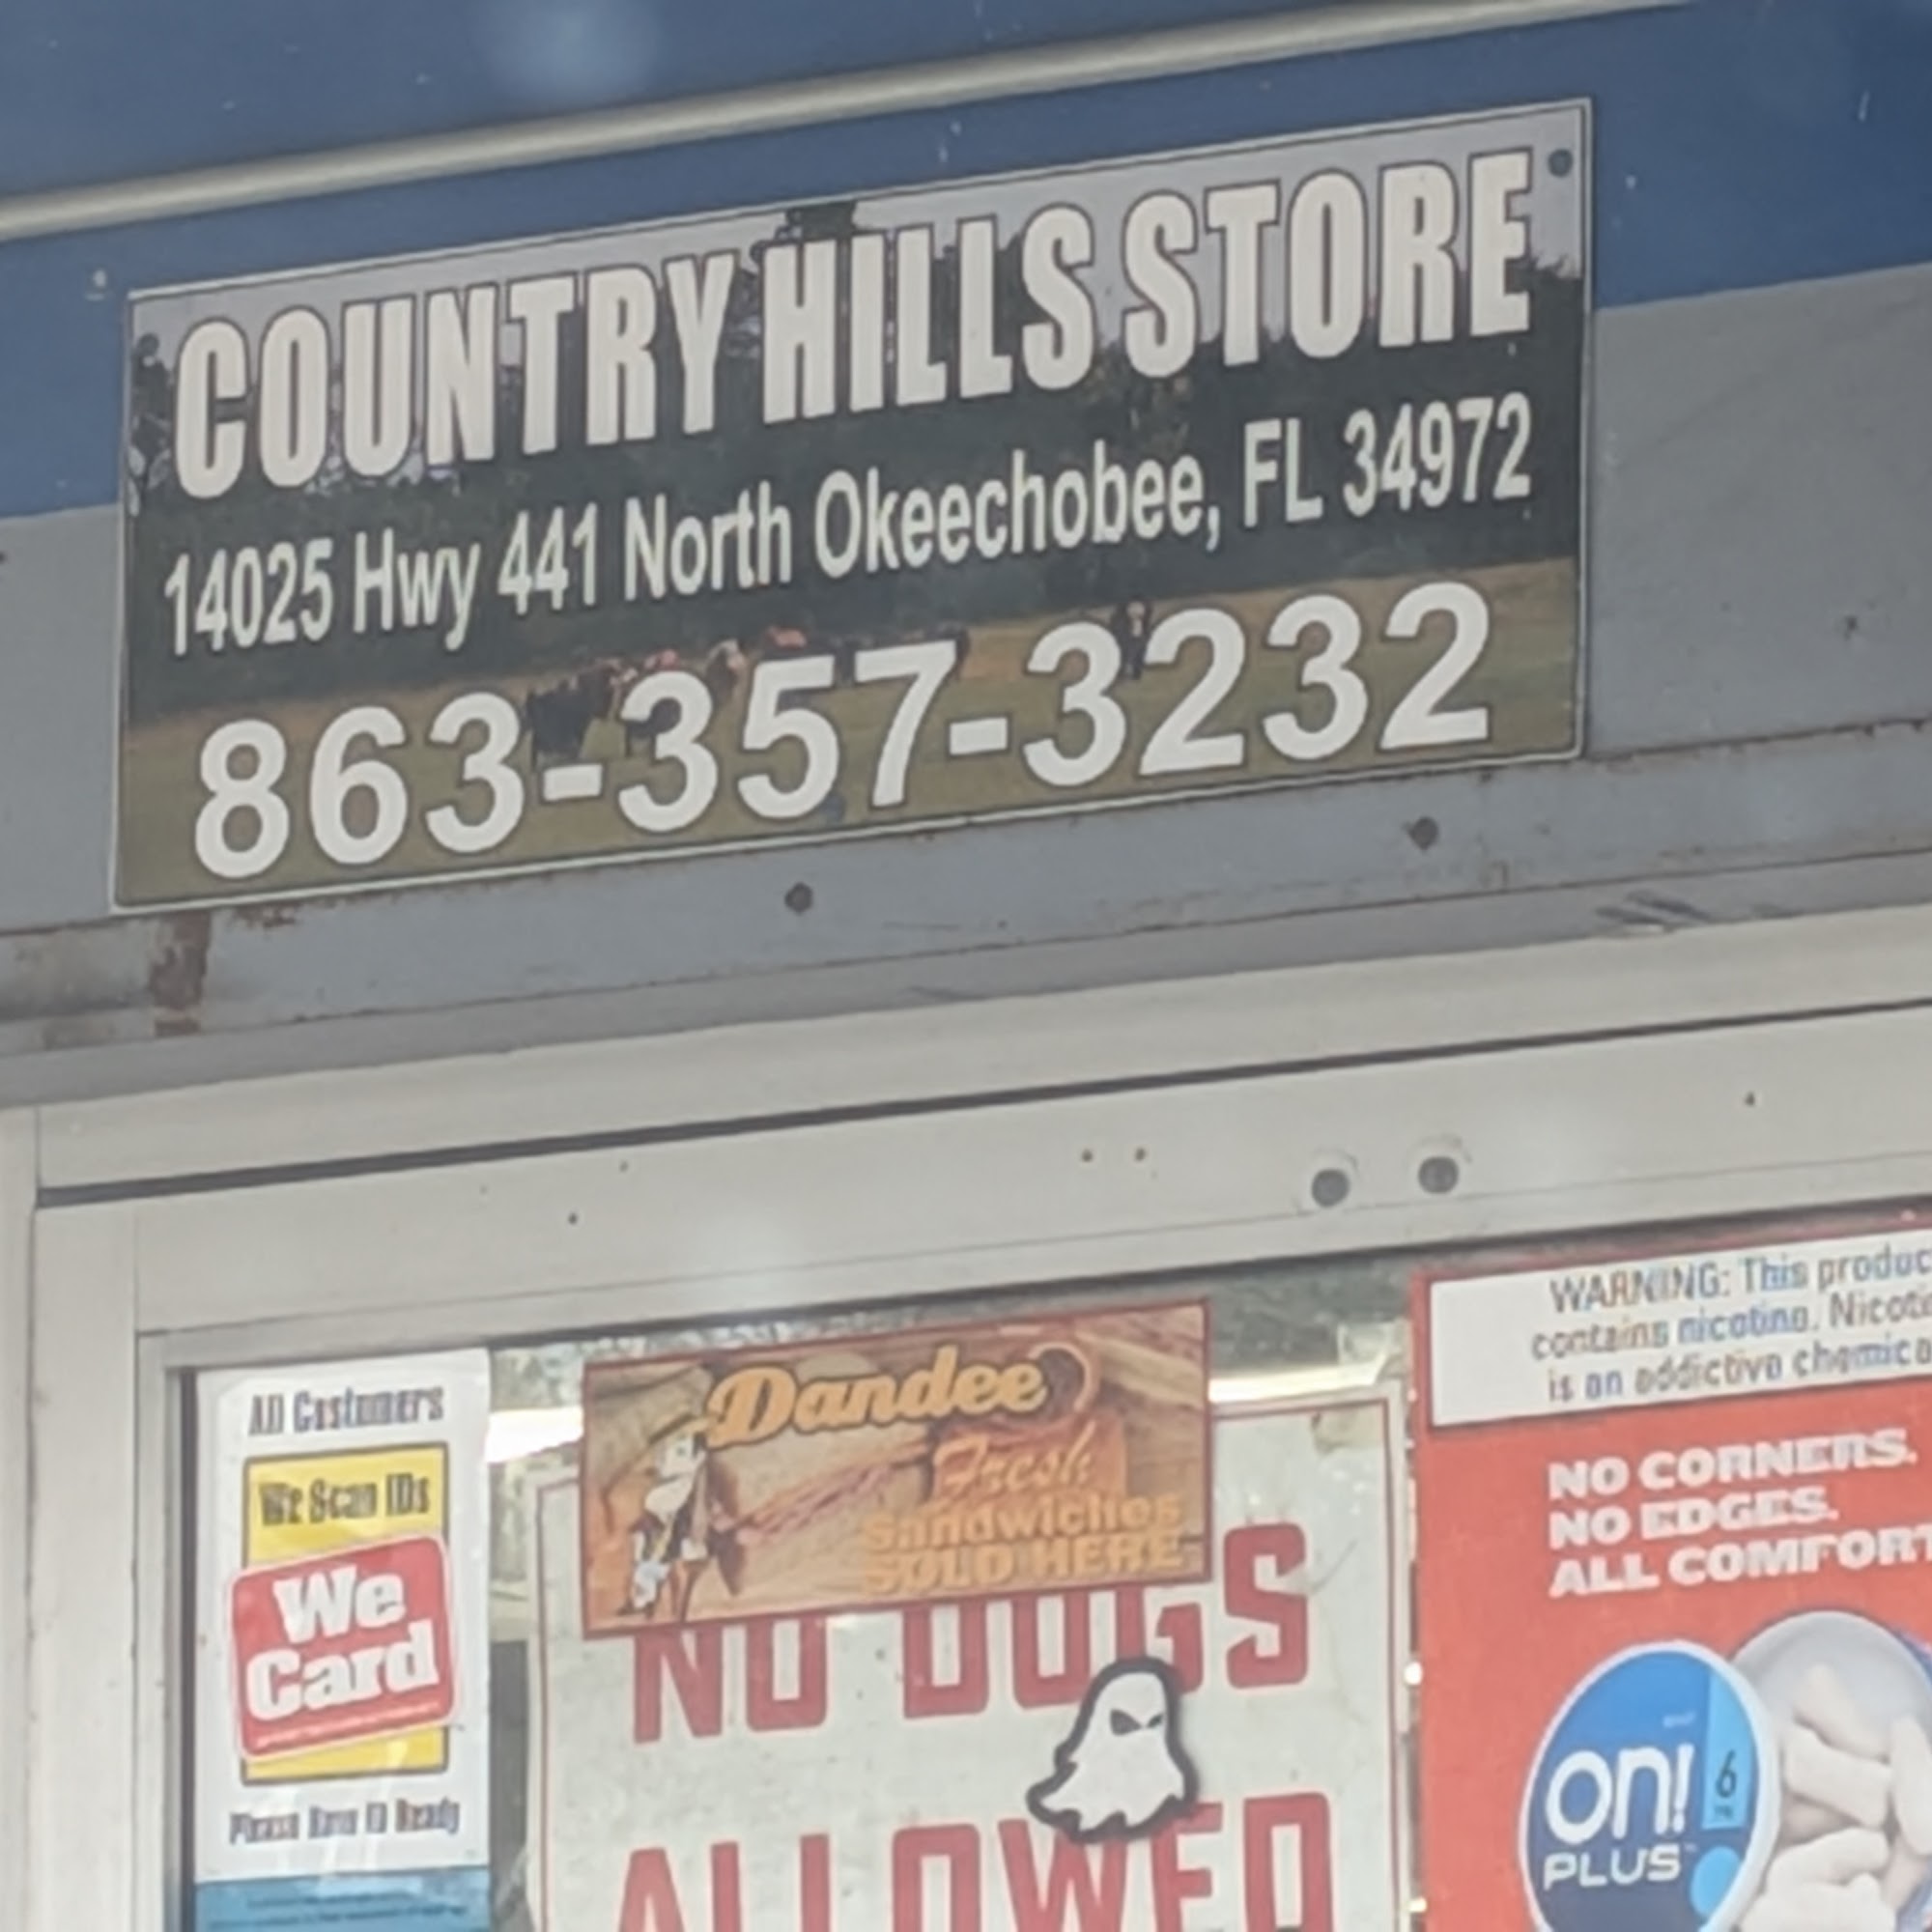 COUNTRY HILLS STORE
14025 Hwy 441 North Okeechobee, FL 34972
863-357-3232
All Customers
We Scan IDs
We
Card
Please Have ID Ready
Dandee
Fresh
Sandwiches
SOLD HERE
NO DOGS
ALLOWED
WARNING: This produc
contains nicotine. Nicoti
is an addictive chemica
NO CORNERS.
NO EDGES.
ALL COMFORT
on!
PLUS™
6